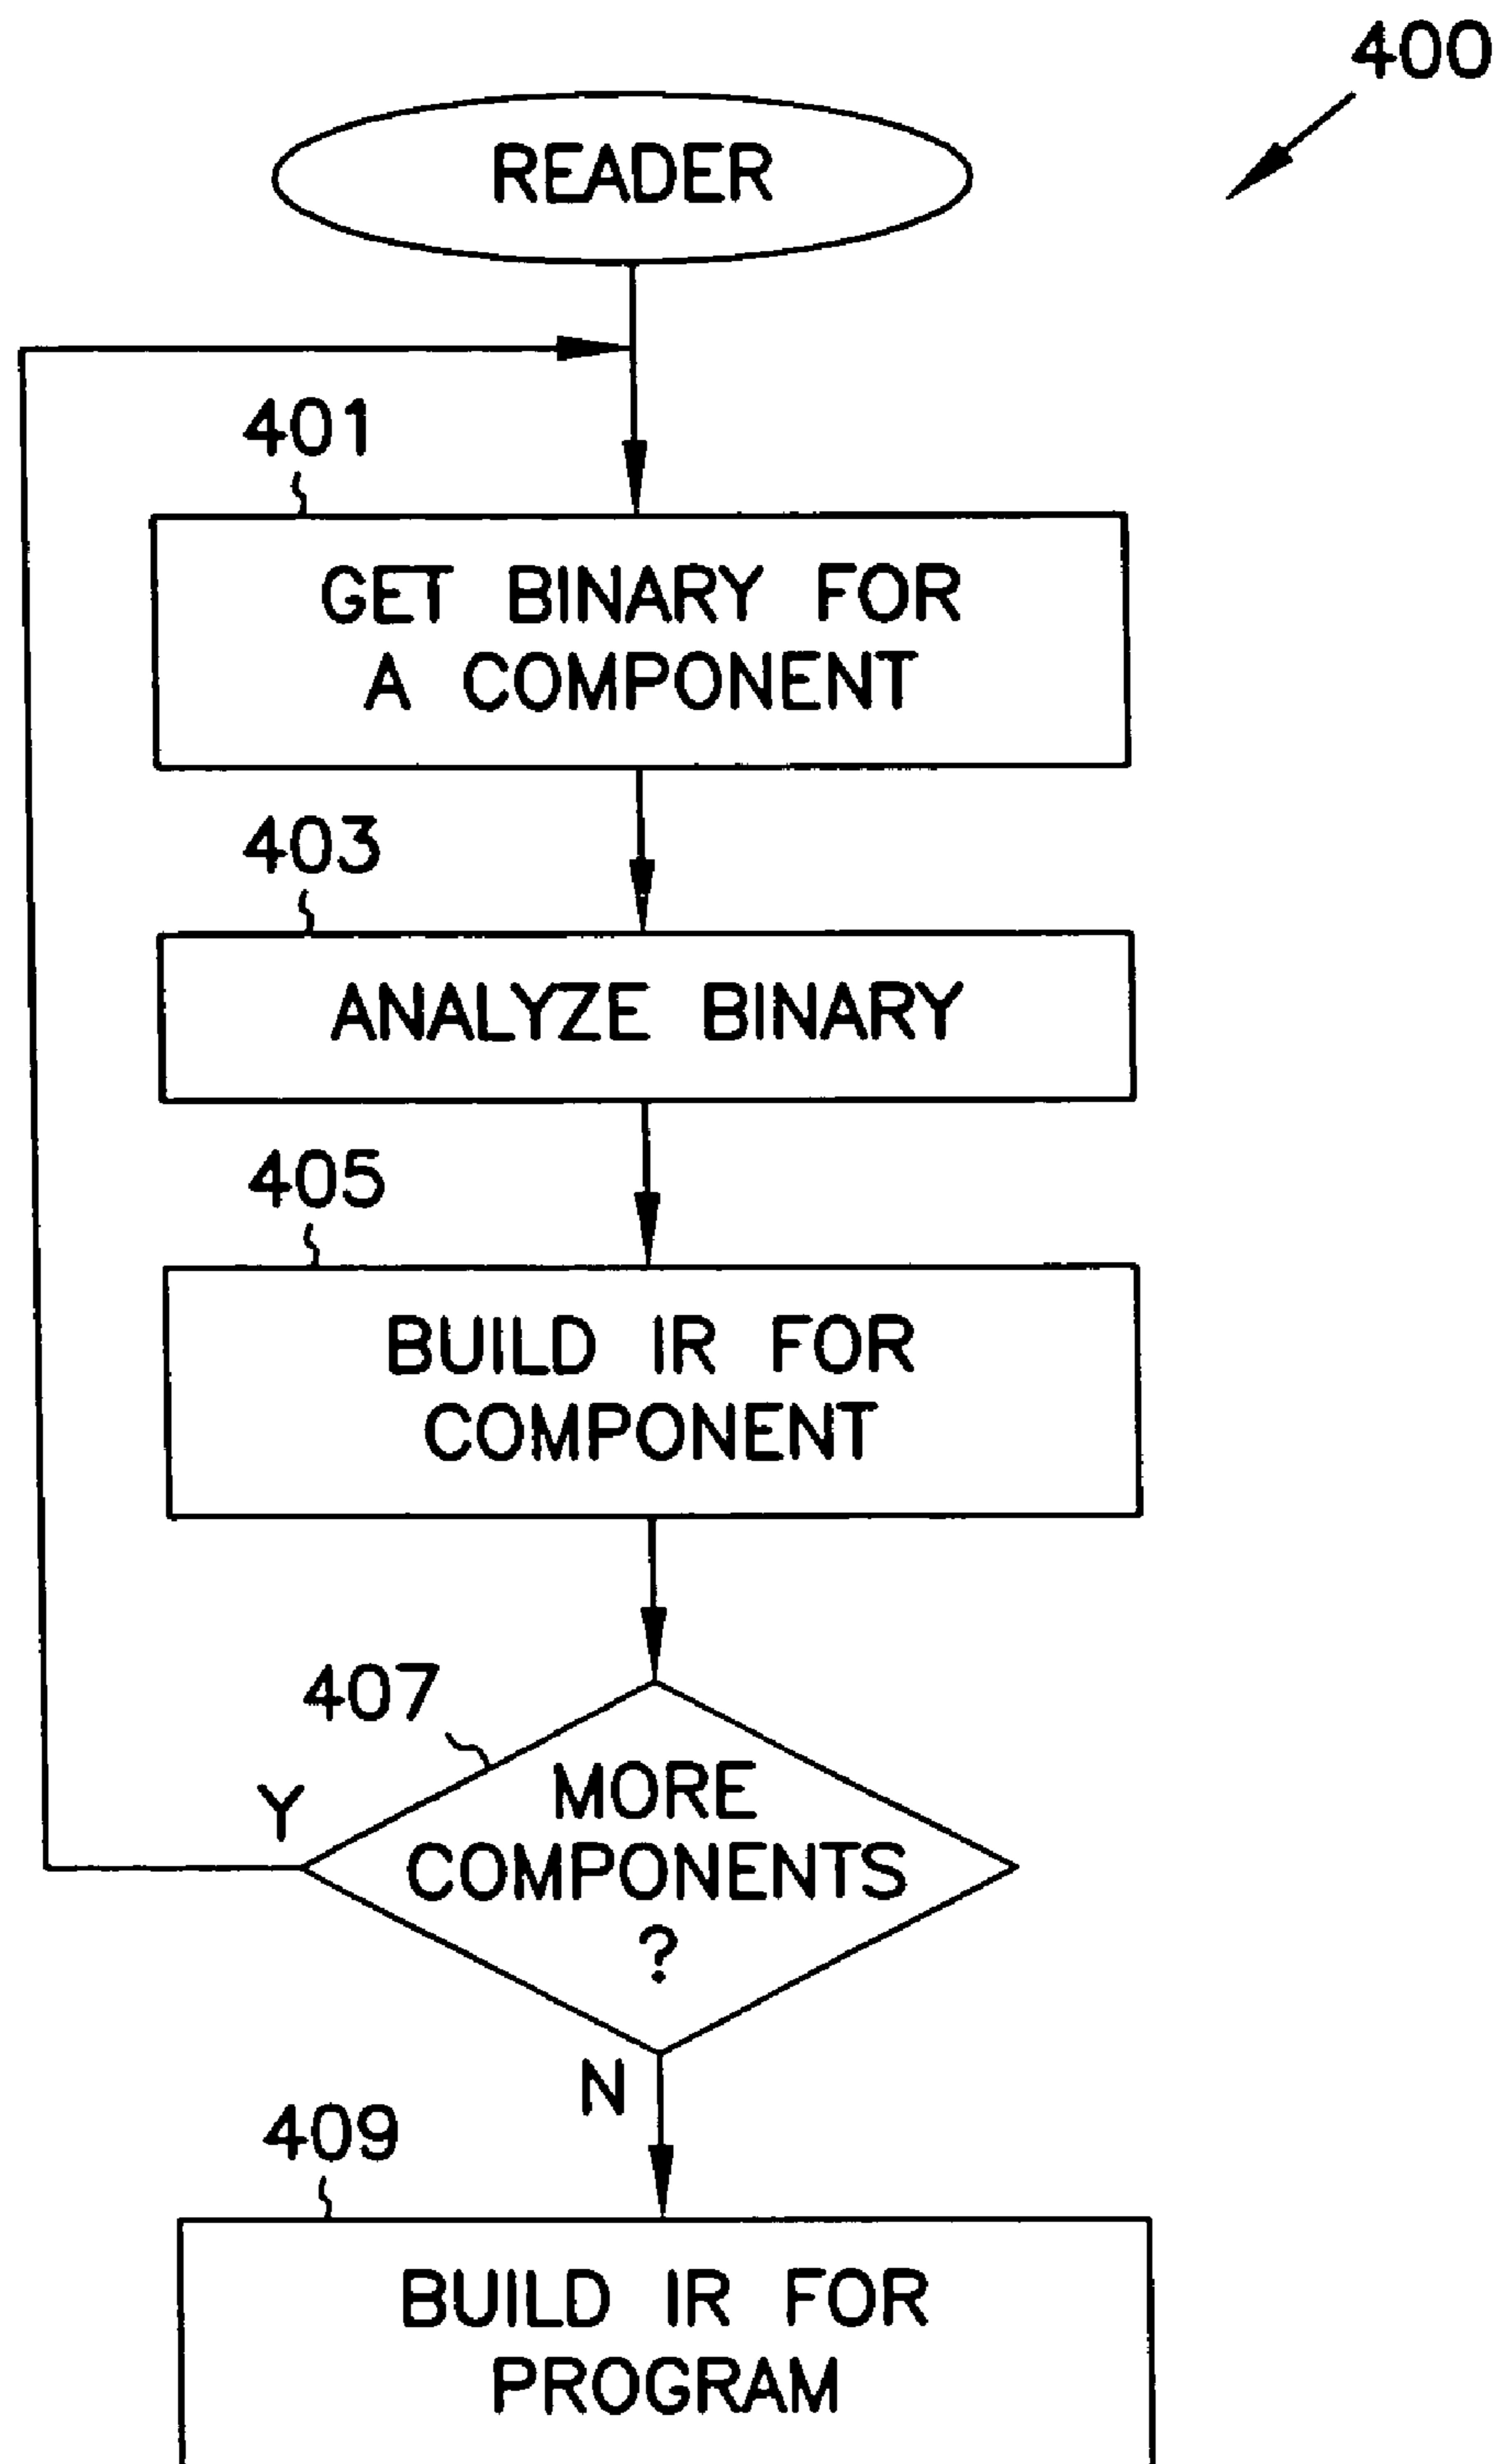 400
READER
401
GET BINARY FOR
A COMPONENT
403
ANALYZE BINARY
405
BUILD IR FOR
COMPONENT
407
MORE
COMPONENTS
?
Y
N
409
BUILD IR FOR
PROGRAM